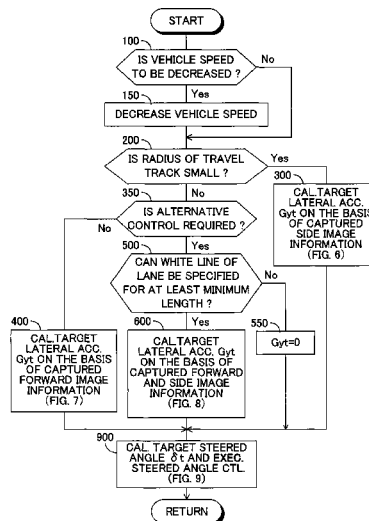 START
100
IS VEHICLE SPEED
TO BE DECREASED ?
No
Yes
150
DECREASE VEHICLE SPEED
200
IS RADIUS OF TRAVEL
TRACK SMALL ?
Yes
No
300
CAL.TARGET
LATERAL ACC.
Gyt ON THE BASIS
OF CAPTURED
SIDE IMAGE
INFORMATION
(FIG. 6)
350
IS ALTERNATIVE
CONTROL REQUIRED ?
No
Yes
500
CAN WHITE LINE OF
LANE BE SPECIFIED
FOR AT LEAST MINIMUM
LENGTH ?
No
Yes
400
CAL.TARGET
LATERAL ACC.
Gyt ON THE BASIS
OF CAPTURED
FORWARD IMAGE
INFORMATION
(FIG. 7)
600
CAL.TARGET
LATERAL ACC. Gyt
ON THE BASIS OF
CAPTURED FORWARD
AND SIDE IMAGE
INFORMATION
(FIG. 8)
550
Gyt=0
900
CAL. TARGET STEERED
ANGLE δt AND EXEC.
STEERED ANGLE CTL.
(FIG. 9)
RETURN